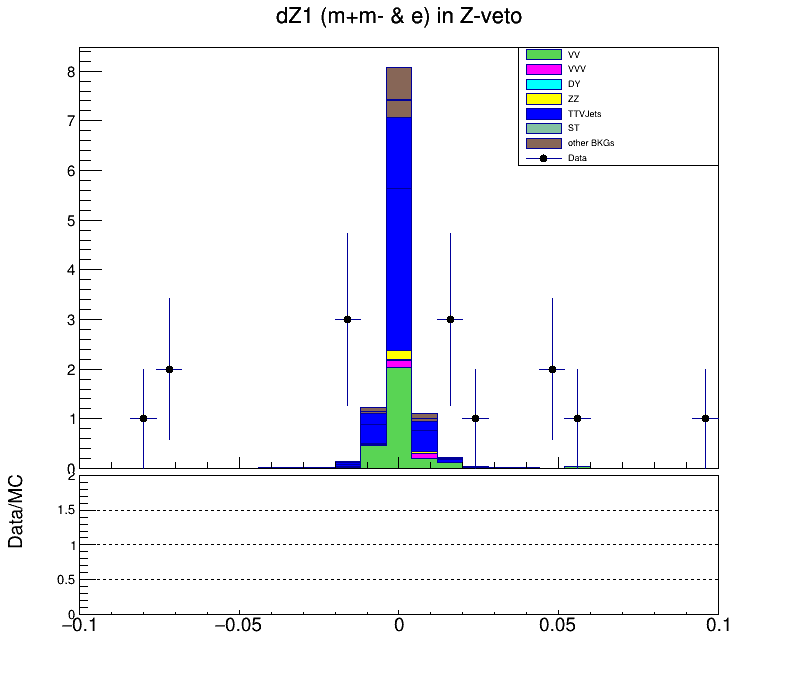 dZ1 (m+m- & e) in Z-veto
VV
VVV
DY
ZZ
TTVJets
ST
other BKGs
Data
8
7
6
5
4
3
2
1
0
Data/MC
2
1.5
1
0.5
0
−0.1
−0.05
0
0.05
0.1